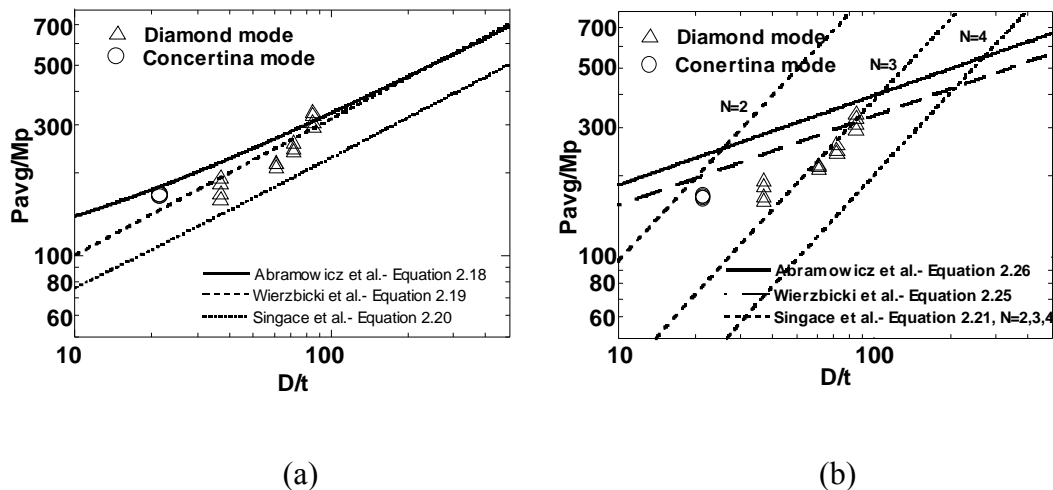 700
500
300
100
80
60
Pavg/Mp
Diamond mode
Concertina mode
Abramowicz et al.- Equation 2.18
Wierzbicki et al.- Equation 2.19
Singace et al.- Equation 2.20
10
100
D/t
(a)
700
500
300
100
80
60
Pavg/Mp
Diamond mode
Conertina mode
N=2
N=3
N=4
Abramowicz et al.- Equation 2.26
Wierzbicki et al.- Equation 2.25
Singace et al.- Equation 2.21, N=2,3,4
10
100
D/t
(b)